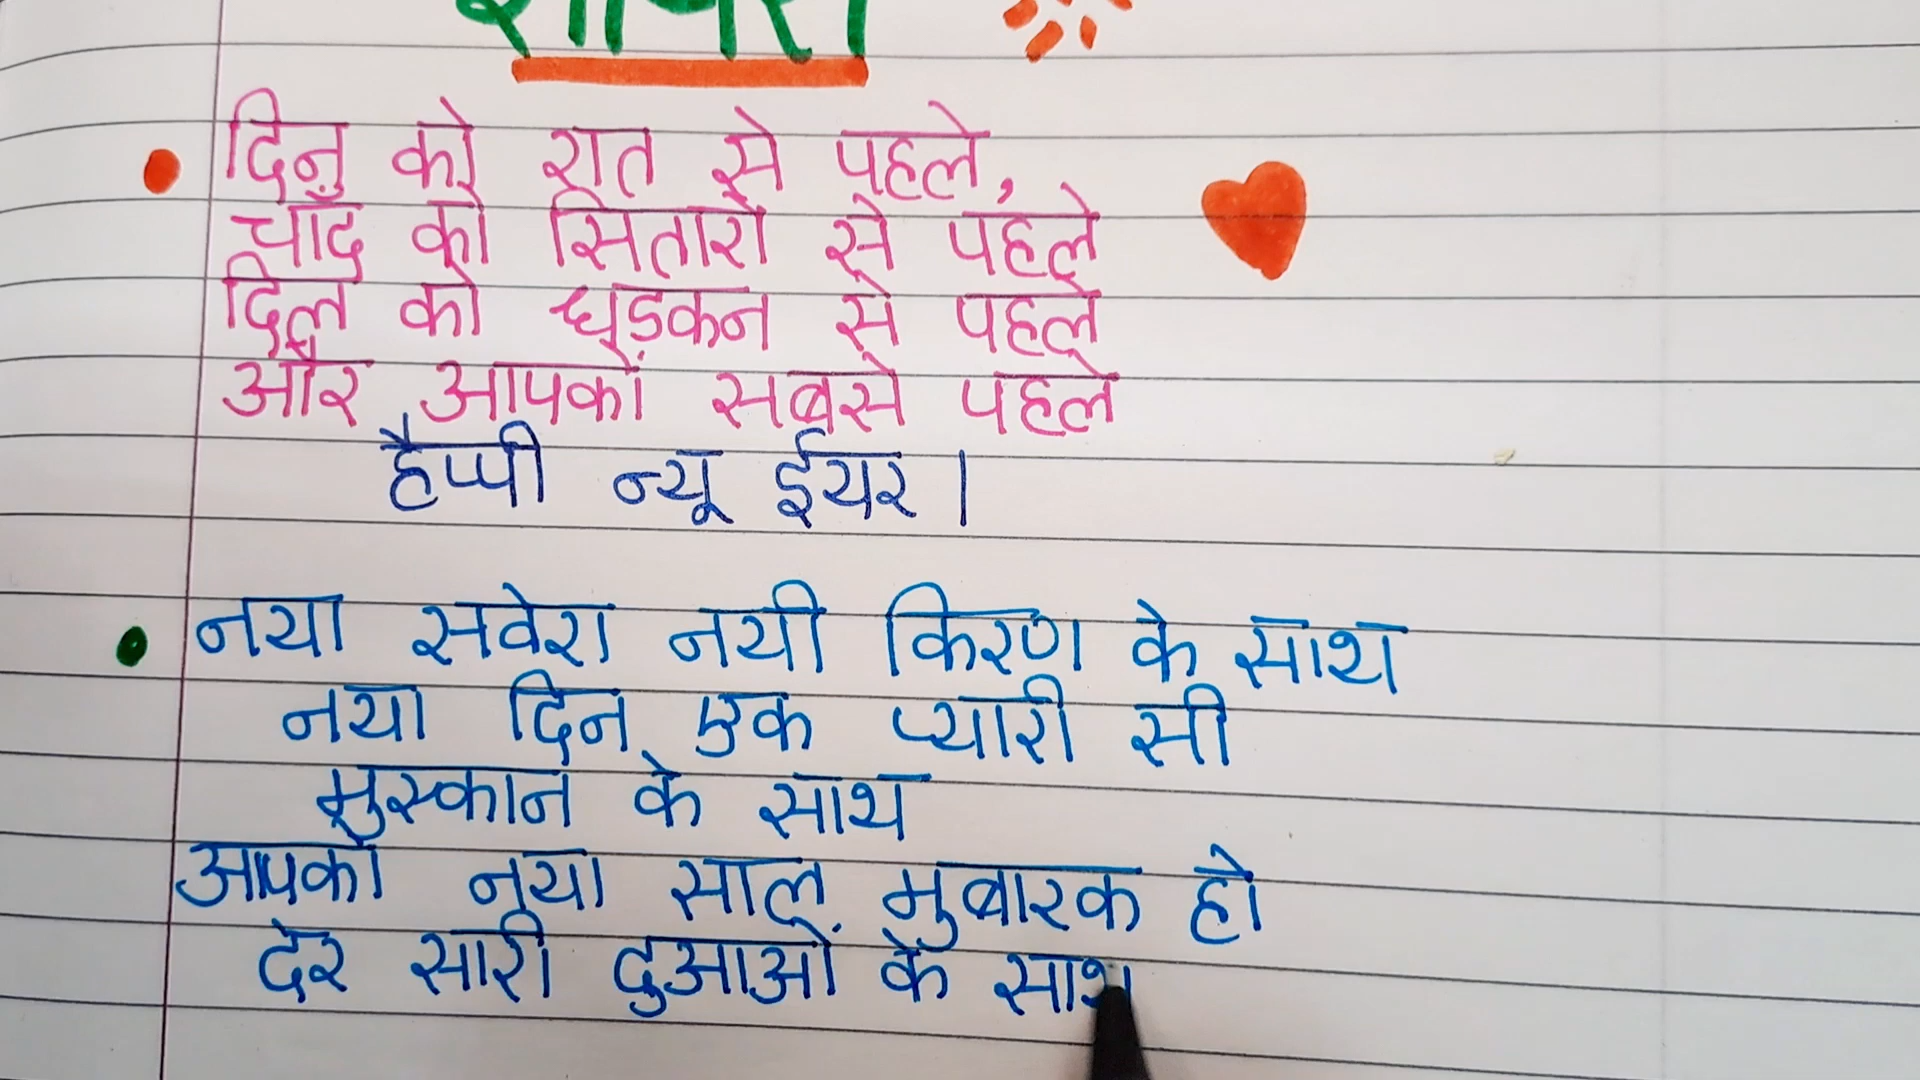 शायरी
दिन को रात से पहले,
चाँद को सितारों से पहले
दिल को धड़कन से पहले
और आपकों सबसे पहले
हैप्पी न्यू ईयर।
नया सवेरा नयी किरण के साथ
नया दिन एक प्यारी सी
मुस्कान के साथ
आपको नया साल मुबारक हो
देर सारी दुआओं के साथ